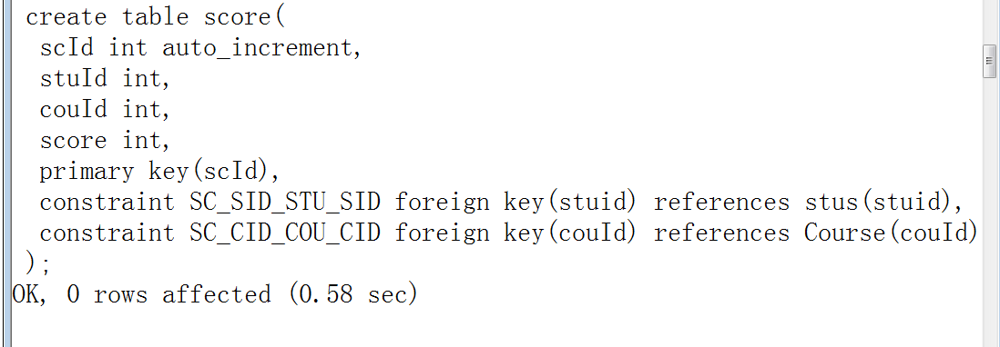 create table score(
scId int auto_increment,
stuId int,
couId int,
score int,
primary key(scId),
constraint SC_SID_STU_SID foreign key(stuid) references stus(stuid),
constraint SC_CID_COU_CID foreign key(couId) references Course(couId)
);
OK, 0 rows affected (0.58 sec)